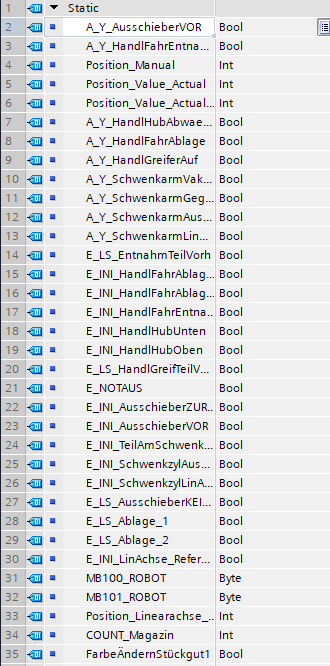 1 Static
2 A_Y_AusschieberVOR Bool
3 A_Y_HandlFahrEntna... Bool
4 Position_Manual Int
5 Position_Value_Actual Int
6 Position_Value_Actual Int
7 A_Y_HandlHubAbwae... Bool
8 A_Y_HandlFahrAblage Bool
9 A_Y_HandlGreiferAuf Bool
10 A_Y_SchwenkarmVak... Bool
11 A_Y_SchwenkarmGeg... Bool
12 A_Y_SchwenkarmAus... Bool
13 A_Y_SchwenkarmLin... Bool
14 E_LS_EntnahmTeilVorh Bool
15 E_INI_HandlFahrAblag... Bool
16 E_INI_HandlFahrAblag... Bool
17 E_INI_HandlFahrEntna... Bool
18 E_INI_HandlHubUnten Bool
19 E_INI_HandlHubOben Bool
20 E_LS_HandlGreifTeilV... Bool
21 E_NOTAUS Bool
22 E_INI_AusschieberZUR... Bool
23 E_INI_AusschieberVOR Bool
24 E_INI_TeilAmSchwenk... Bool
25 E_INI_SchwenkzylAus... Bool
26 E_INI_SchwenkzylLinA... Bool
27 E_LS_AusschieberKEI... Bool
28 E_LS_Ablage_1 Bool
29 E_LS_Ablage_2 Bool
30 E_INI_LinAchse_Refer... Bool
31 MB100_ROBOT Byte
32 MB101_ROBOT Byte
33 Position_Linearachse_... Int
34 COUNT_Magazin Int
35 FarbeÄndernStückgut1 Bool